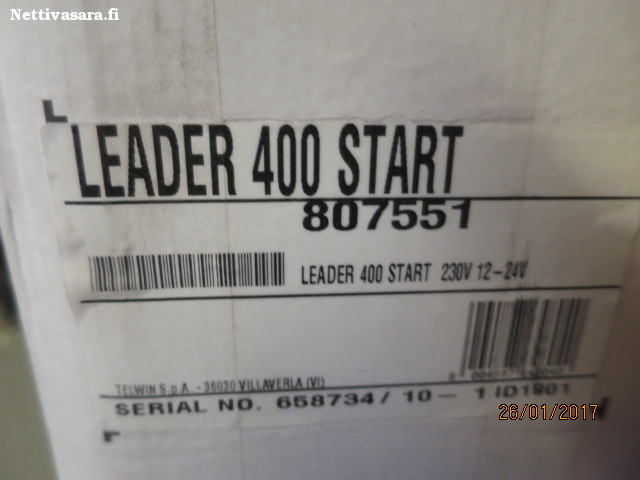 Nettivasara.fi
LEADER 400 START
807551
LEADER 400 START 230V 12-24V
TELWIN S.p.A. - 36030 VILLAVERLA (VI)
SERIAL NO. 658734/ 10 - 1 ID1901
26/01/2017